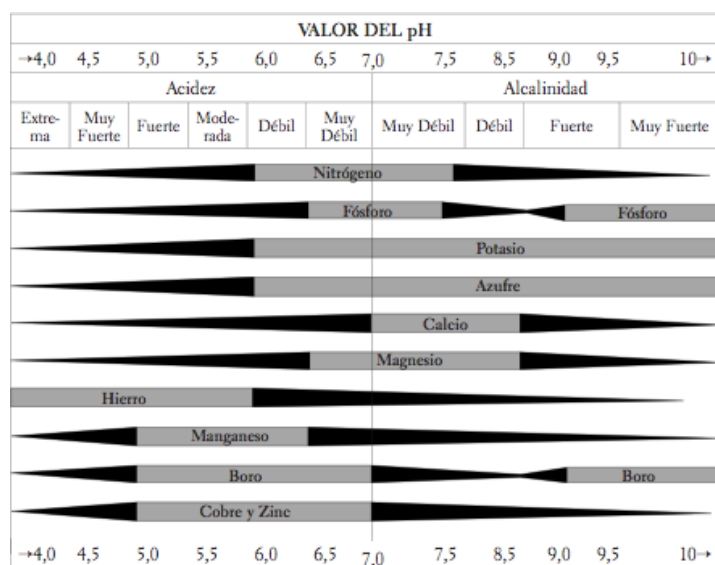 VALOR DEL pH
→4,0 4,5 5,0 5,5 6,0 6,5 7,0 7,5 8,5 9,0 9,5 10→
Acidez Alcalinidad
Extre-
ma
Muy
Fuerte
Fuerte
Mode-
rada
Débil
Muy
Débil
Muy Débil
Débil
Fuerte
Muy Fuerte
Nitrógeno
Fósforo Fósforo
Potasio
Azufre
Calcio
Magnesio
Hierro
Manganeso
Boro Boro
Cobre y Zinc
→4,0 4,5 5,0 5,5 6,0 6,5 7,0 7,5 8,5 9,0 9,5 10→